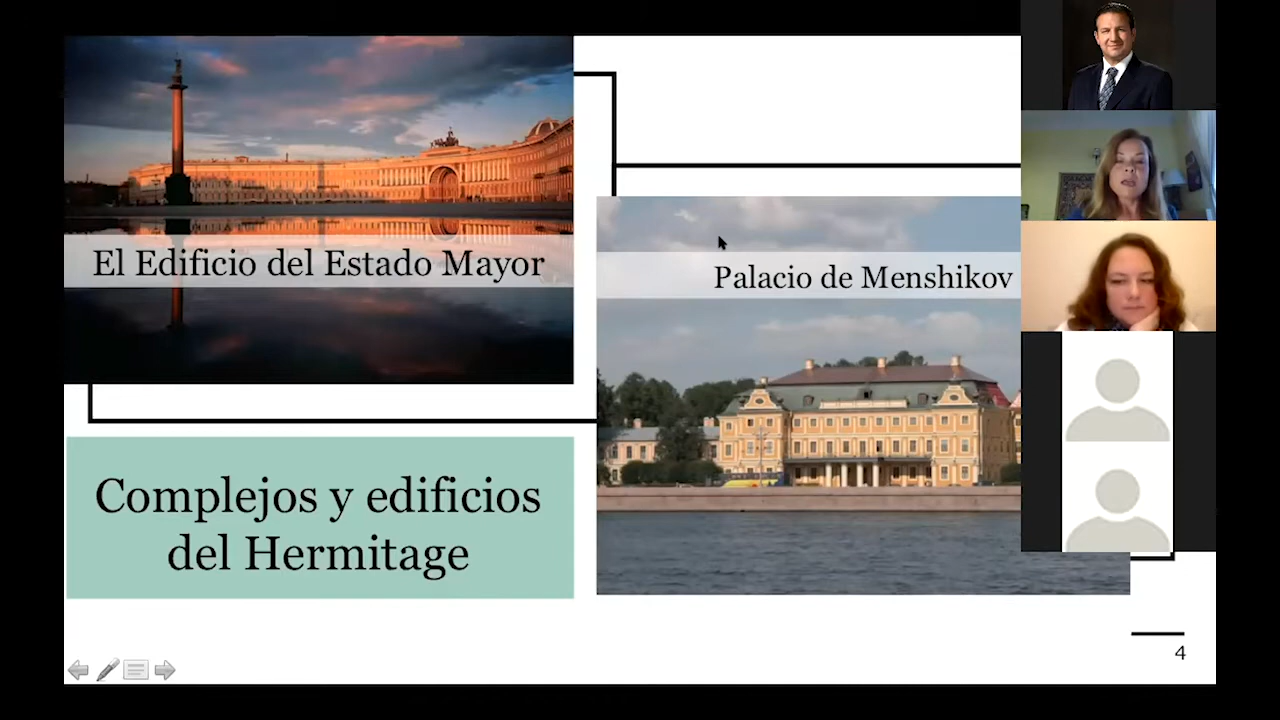 El Edificio del Estado Mayor
Palacio de Menshikov
Complejos y edificios
del Hermitage
4